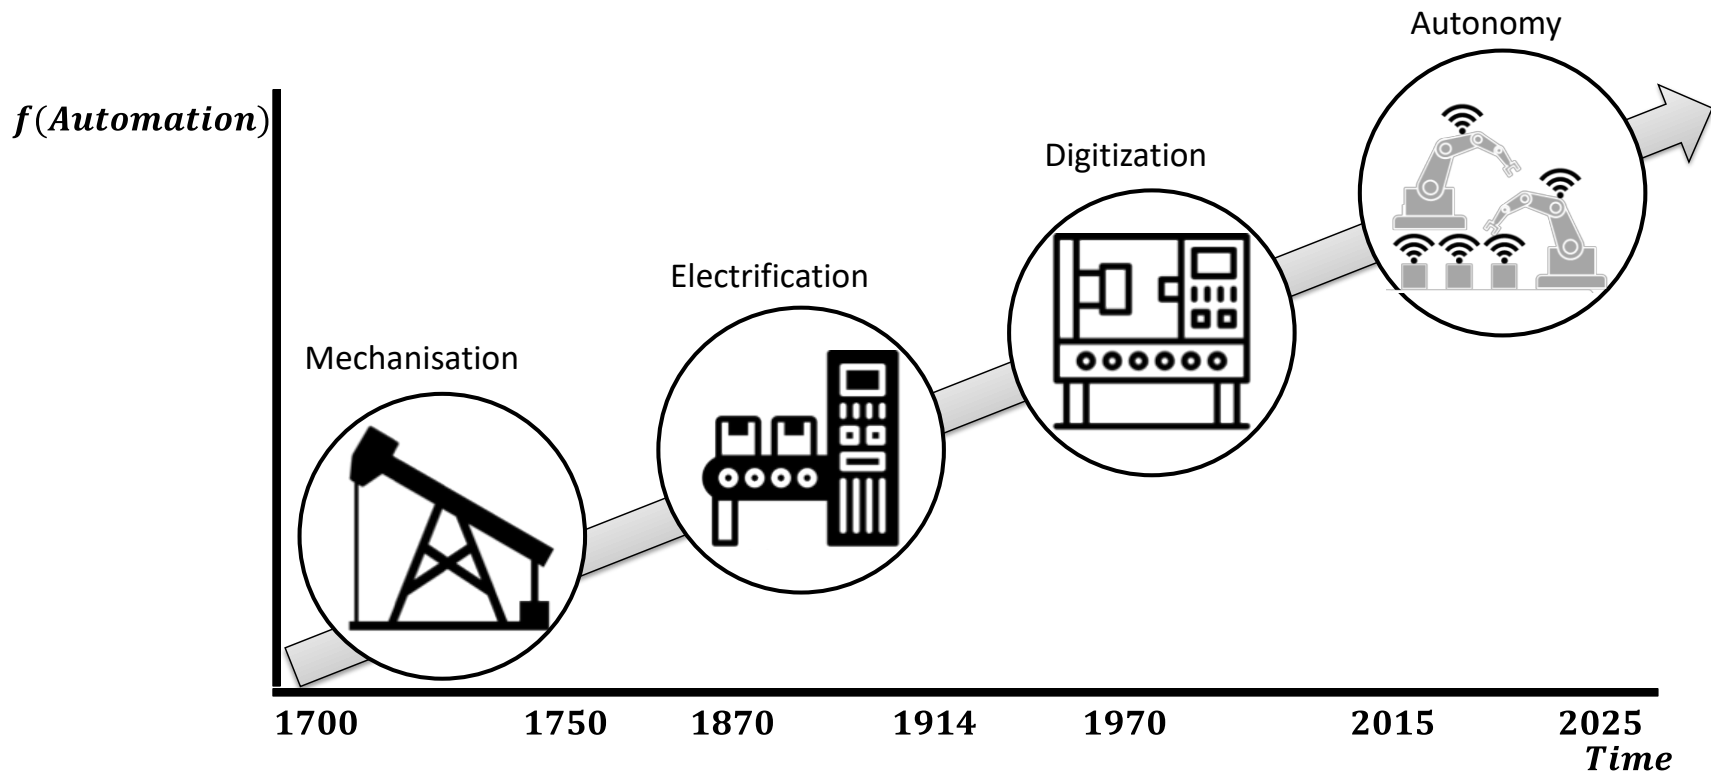 Autonomy
f(Automation)
Digitization
Electrification
Mechanisation
1700 1750 1870 1914 1970 2015 2025
Time